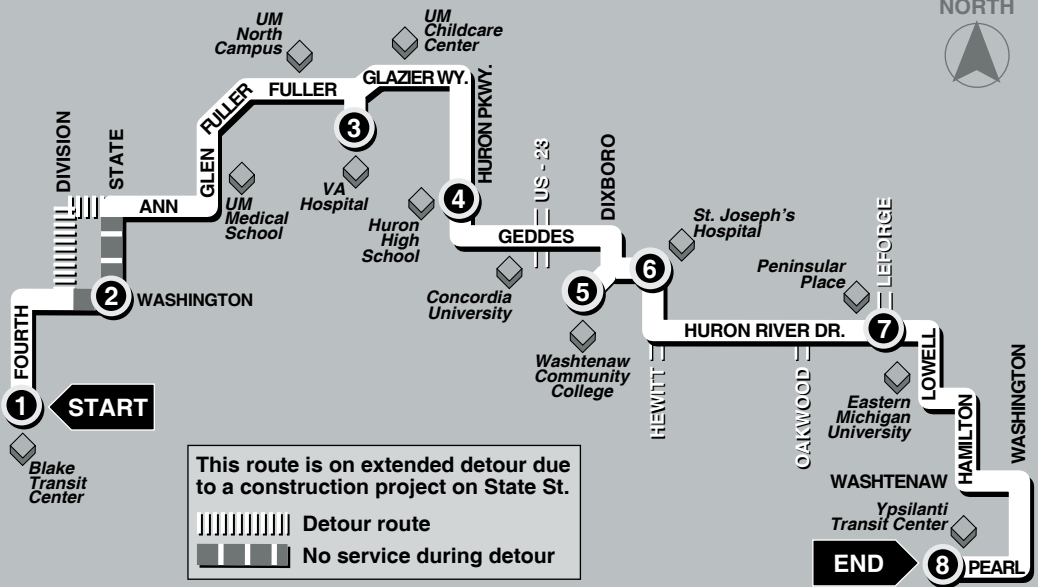 NORTH
UM
North
Campus
UM
Childcare
Center
FULLER
FULLER
GLAZIER WY.
HURON PKWY.
DIVISION
STATE
ANN
GLEN
UM
Medical
School
3
VA
Hospital
4
Huron
High
School
US - 23
DIXBORO
GEDDES
Concordia
University
5
6
St. Joseph's
Hospital
Washtenaw
Community
College
Peninsular
Place
LEFORGE
HURON RIVER DR.
7
HEWITT
OAKWOOD
Eastern
Michigan
University
LOWELL
HAMILTON
WASHINGTON
WASHTENAW
2
WASHINGTON
FOURTH
1
START
Blake
Transit
Center
This route is on extended detour due
to a construction project on State St.
Detour route
No service during detour
Ypsilanti
Transit Center
END
8
PEARL